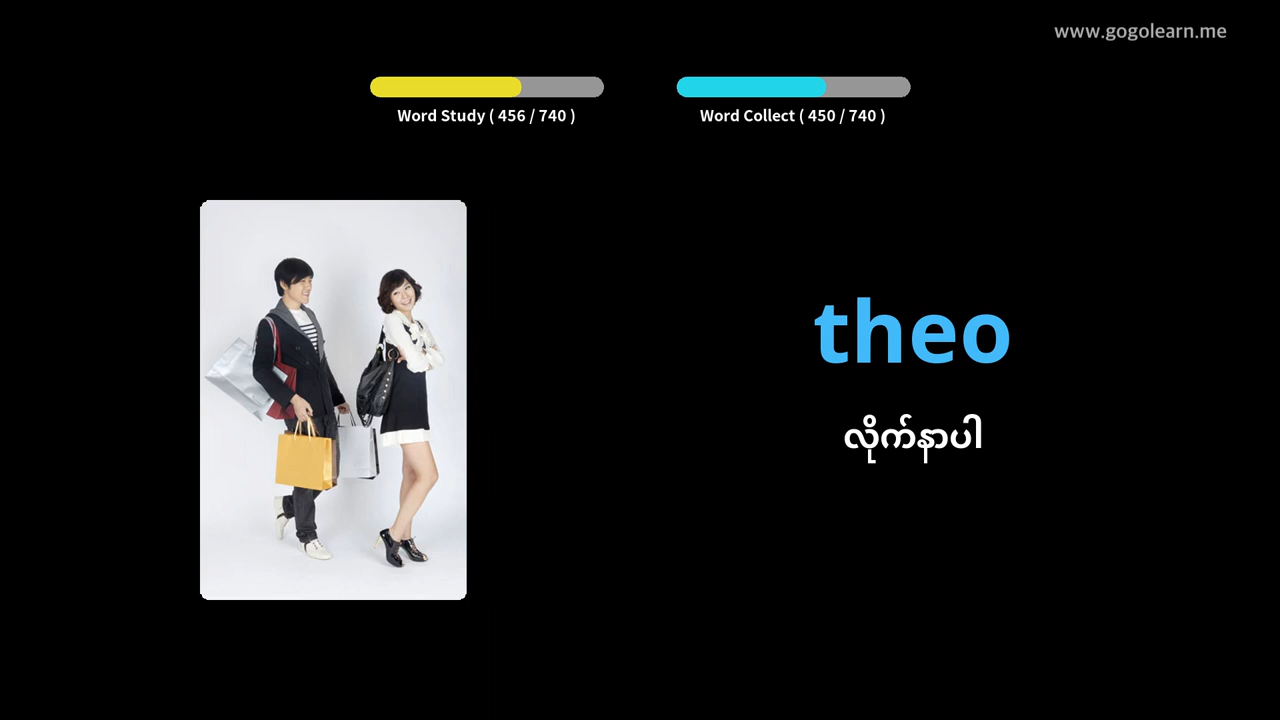 www.gogolearn.me
Word Study ( 456 / 740 )
Word Collect ( 450 / 740 )
theo
လိုက်နာပါ